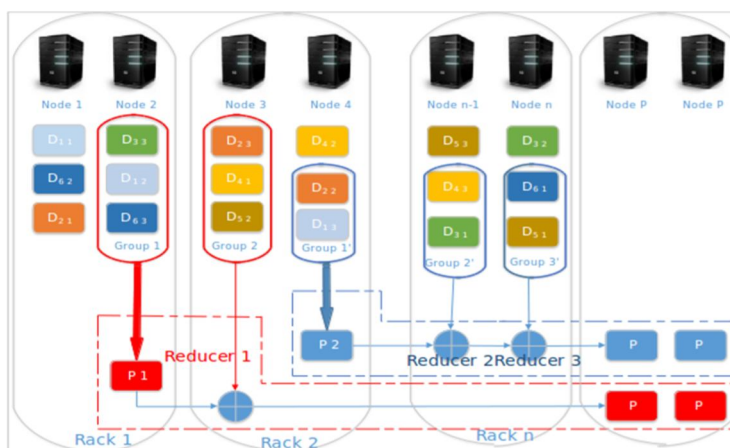 Node 1 Node 2 Node 3 Node 4 Node n-1 Node n Node P Node P
D1 1 D3 3 D2 3 D4 2 D5 3 D3 2
D6 2 D1 2 D4 1 D2 2 D4 3 D6 1
D2 1 D6 3 D5 2 D1 3 D3 1 D5 1
Group 1 Group 2 Group 1' Group 2' Group 3'
P 2 P P
Reducer 1 Reducer 2 Reducer 3
P 1 P P
Rack 1 Rack 2 Rack n